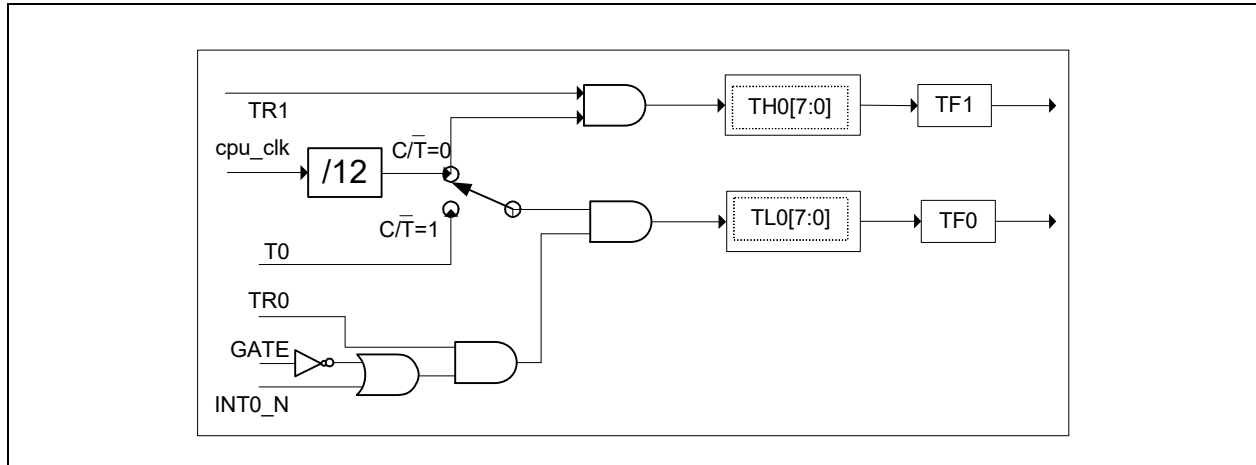 TR1
TH0[7:0]
TF1
cpu_clk
/12
C/T̅=0
C/T̅=1
TL0[7:0]
TF0
T0
TR0
GATE
INT0_N